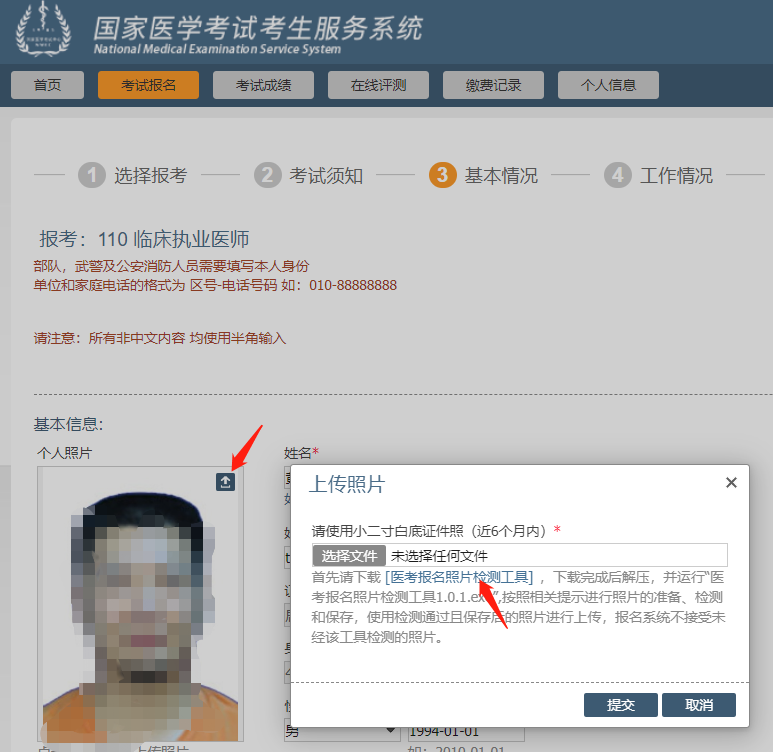 国家医学考试考生服务系统
National Medical Examination Service System
首页 考试报名 考试成绩 在线评测 缴费记录 个人信息
1 选择报考 2 考试须知 3 基本情况 4 工作情况
报考：110 临床执业医师
部队，武警及公安消防人员需要填写本人身份
单位和家庭电话的格式为 区号-电话号码 如：010-88888888
请注意：所有非中文内容 均使用半角输入
基本信息:
个人照片
姓名*
上传照片
请使用小二寸白底证件照（近6个月内）*
选择文件 未选择任何文件
首先请下载 [医考报名照片检测工具] ，下载完成后解压，并运行“医
考报名照片检测工具1.0.1.exe”,按照相关提示进行照片的准备、检测
和保存，使用检测通过且保存后的照片进行上传，报名系统不接受未
经该工具检测的照片。
提交 取消
男 1994-01-01
上传照片 如：2010-01-01